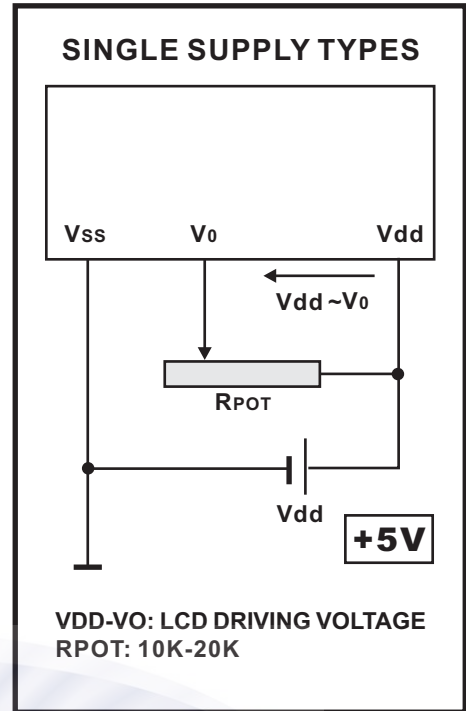 SINGLE SUPPLY TYPES
Vss V0 Vdd
Vdd ~V0
RPOT
Vdd
+5V
VDD-VO: LCD DRIVING VOLTAGE
RPOT: 10K-20K